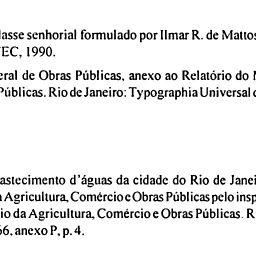 lasse senhorial formulado por Ilmar R. de Mattos
EC, 1990.
eral de Obras Públicas, anexo ao Relatório do
Públicas. Rio de Janeiro: Typographia Universal
astecimento d'águas da cidade do Rio de Jane
Agricultura, Comércio e Obras Públicas pelo insp
io da Agricultura, Comércio e Obras Públicas. R
6, anexo P, p. 4.